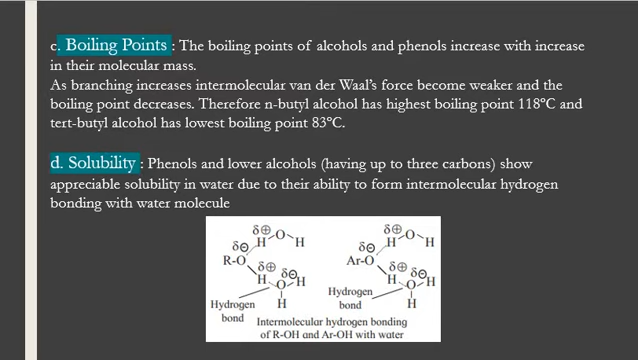 c. Boiling Points : The boiling points of alcohols and phenols increase with increase
in their molecular mass.
As branching increases intermolecular van der Waal's force become weaker and the
boiling point decreases. Therefore n-butyl alcohol has highest boiling point 118°C and
tert-butyl alcohol has lowest boiling point 83°C.
d. Solubility : Phenols and lower alcohols (having up to three carbons) show
appreciable solubility in water due to their ability to form intermolecular hydrogen
bonding with water molecule
δ⊕ O H
δ⊖ H
R-O δ⊕ δ⊖
H O H
H
Hydrogen
bond
δ⊕ O H
δ⊖ H
Ar-O δ⊕ δ⊖
H O H
H
Hydrogen
bond
Intermolecular hydrogen bonding
of R-OH and Ar-OH with water